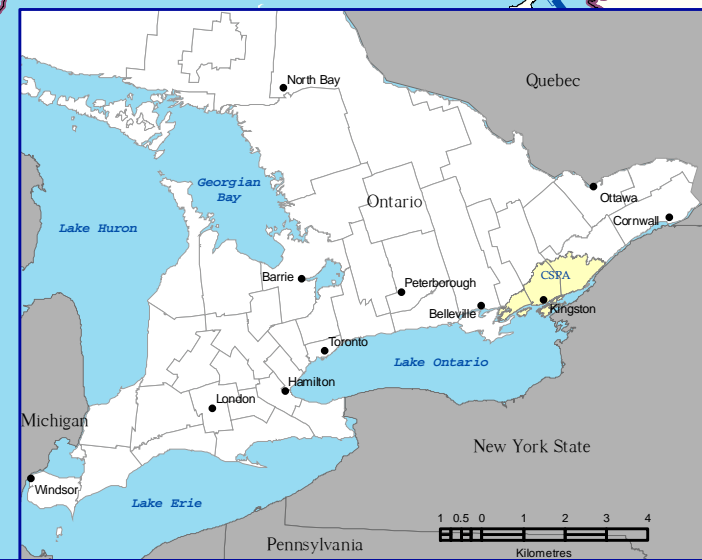 North Bay
Quebec
Georgian
Bay
Ontario
Ottawa
Lake Huron
Cornwall
Barrie
CSPA
Peterborough
Belleville
Kingston
Toronto
Lake Ontario
Hamilton
London
Michigan
New York State
Windsor
Lake Erie
1 0.5 0 1 2 3 4
Kilometres
Pennsylvania